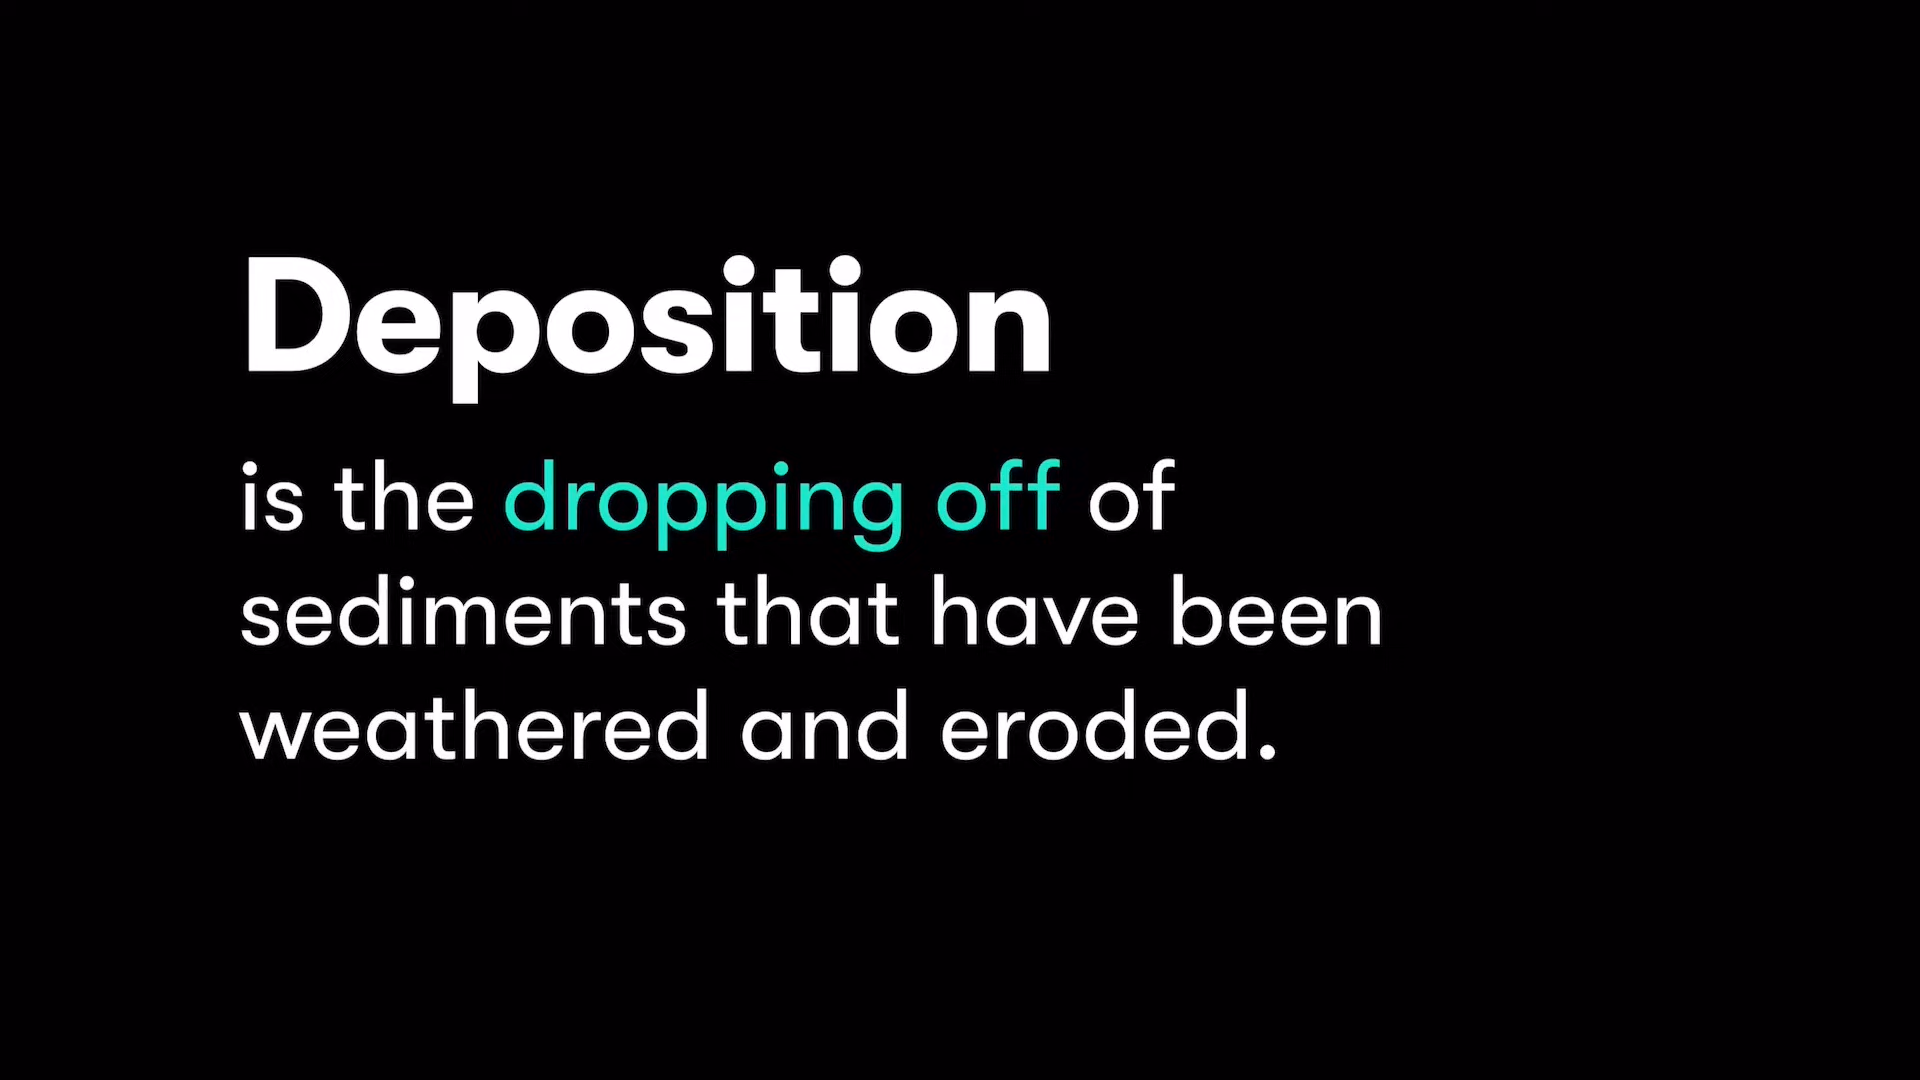 Deposition
is the dropping off of
sediments that have been
weathered and eroded.